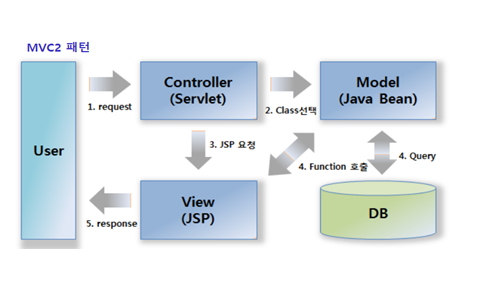 MVC2 패턴
User
1. request
Controller
(Servlet)
2. Class선택
Model
(Java Bean)
3. JSP 요청
4. Function 호출
4. Query
View
(JSP)
5. response
DB